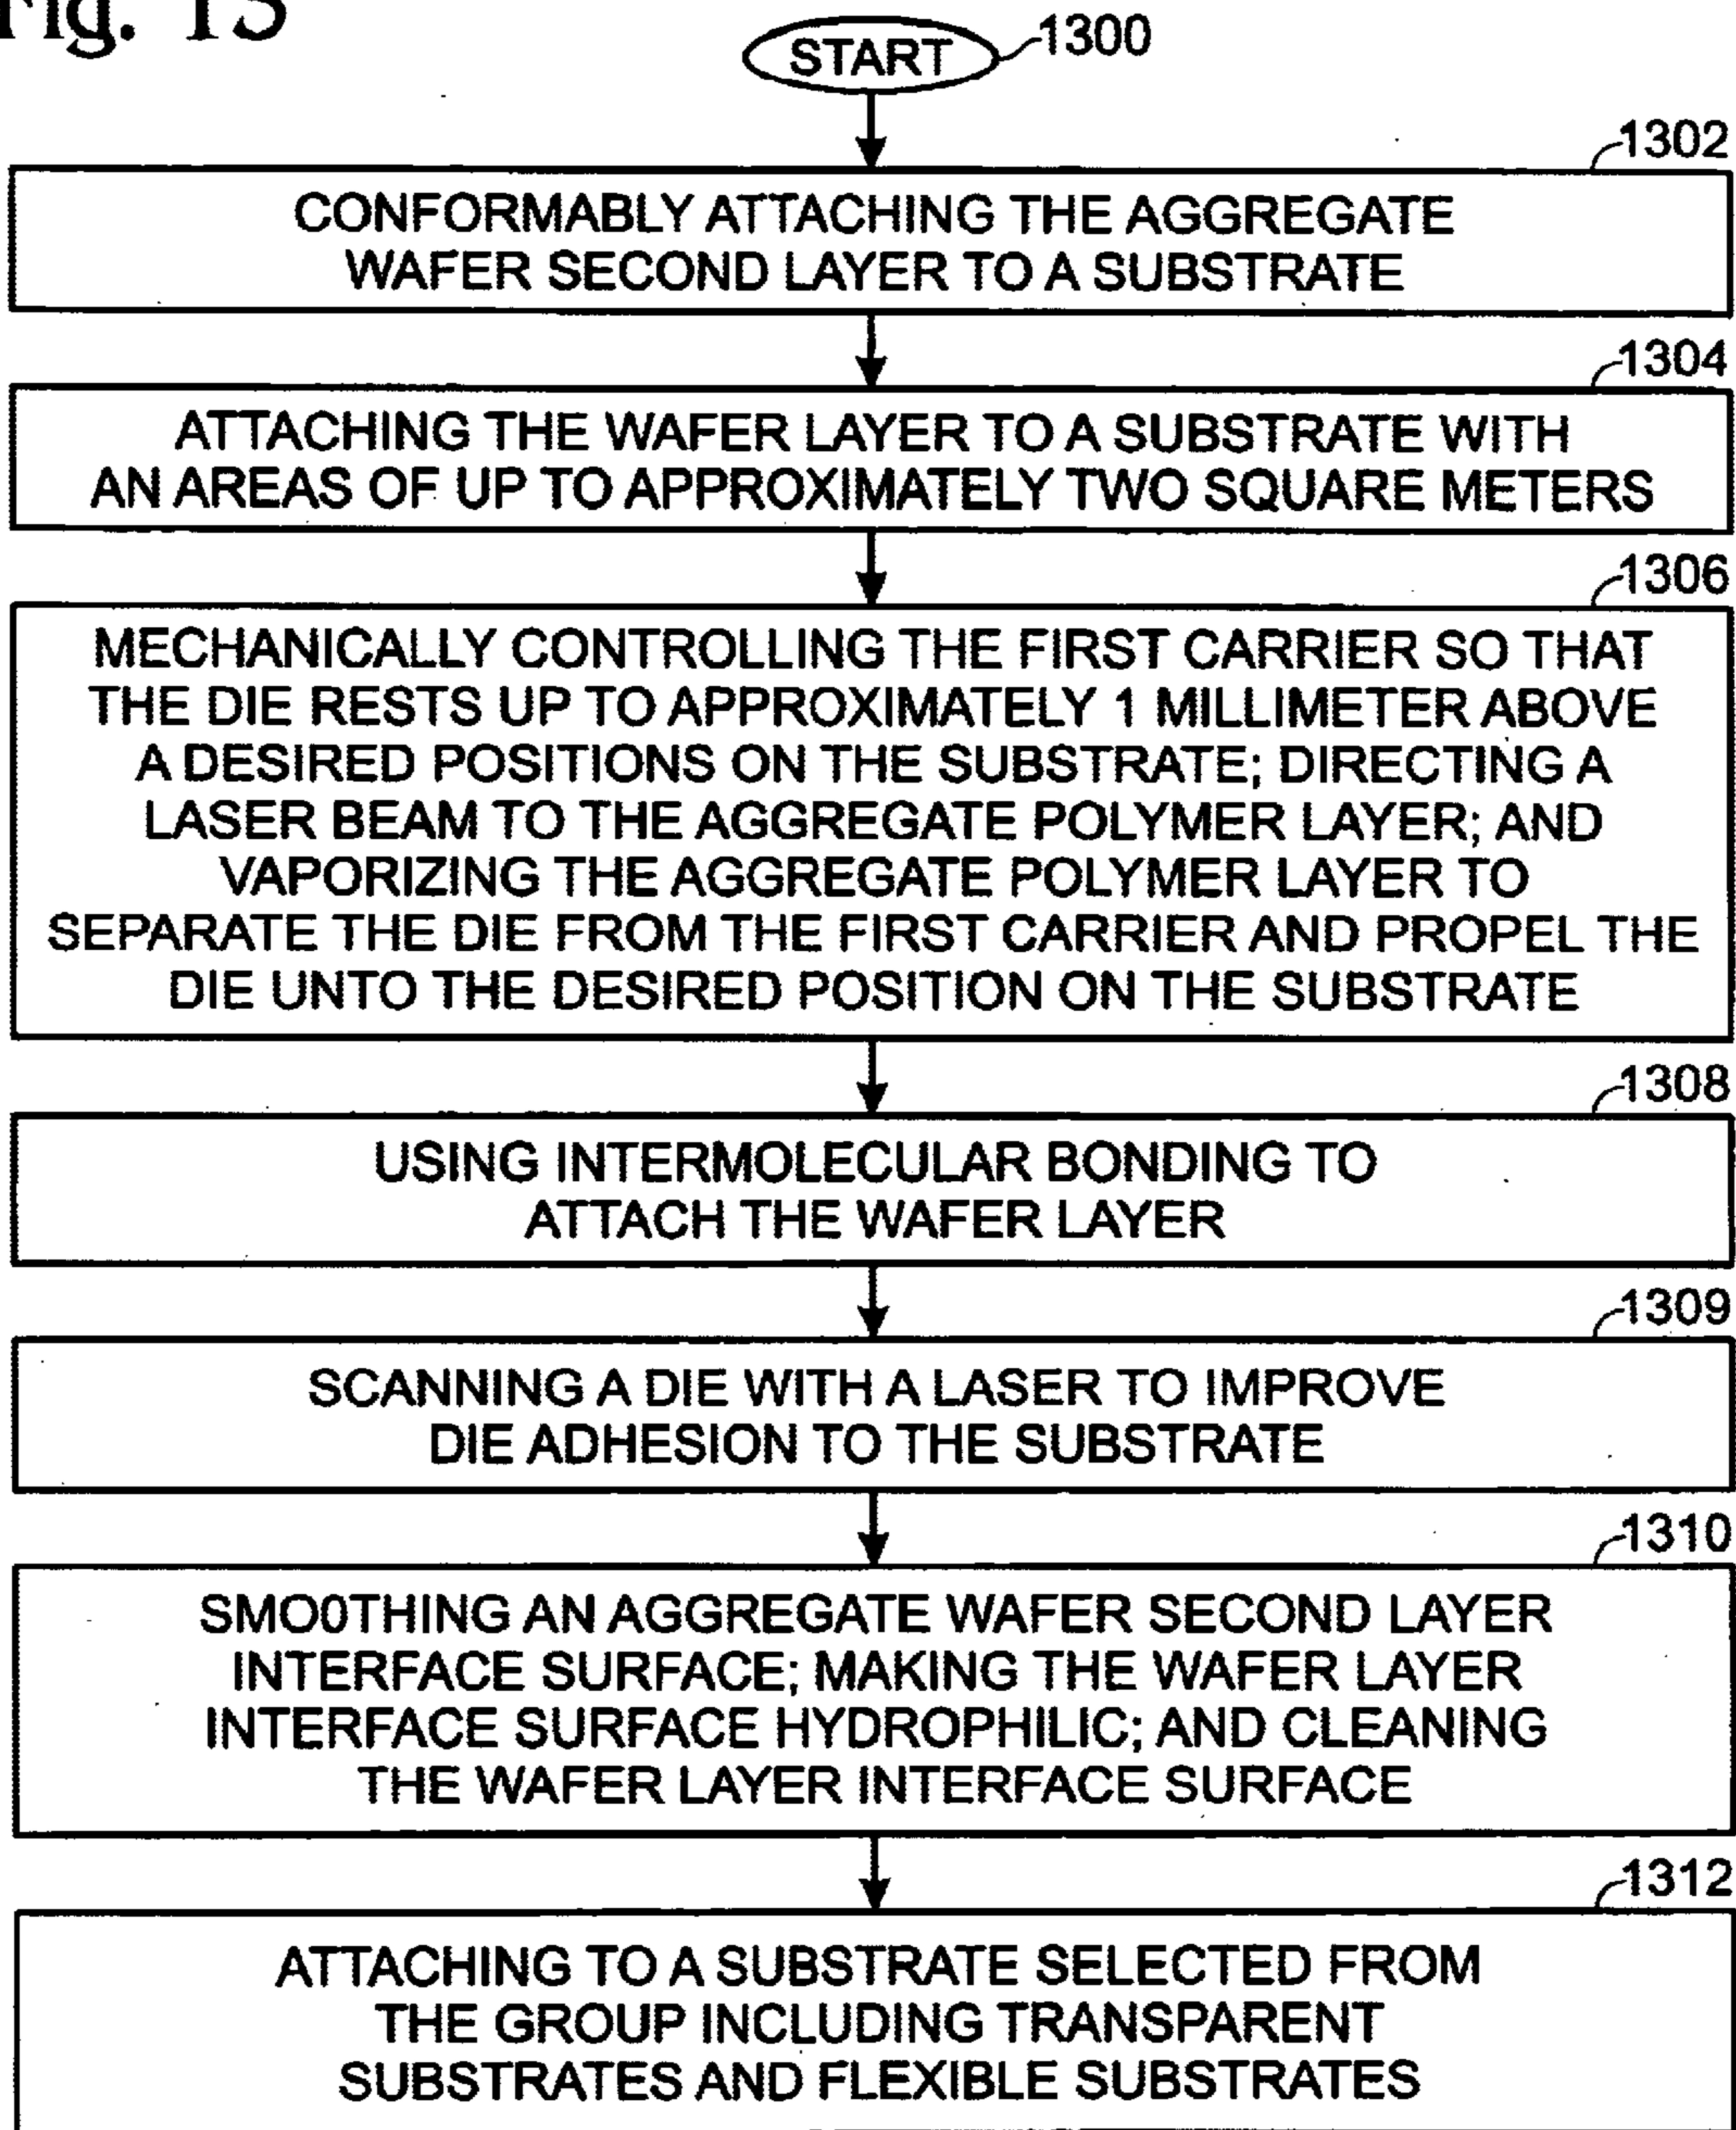 Fig. 13
START
1300
1302
CONFORMABLY ATTACHING THE AGGREGATE
WAFER SECOND LAYER TO A SUBSTRATE
1304
ATTACHING THE WAFER LAYER TO A SUBSTRATE WITH
AN AREAS OF UP TO APPROXIMATELY TWO SQUARE METERS
1306
MECHANICALLY CONTROLLING THE FIRST CARRIER SO THAT
THE DIE RESTS UP TO APPROXIMATELY 1 MILLIMETER ABOVE
A DESIRED POSITIONS ON THE SUBSTRATE; DIRECTING A
LASER BEAM TO THE AGGREGATE POLYMER LAYER; AND
VAPORIZING THE AGGREGATE POLYMER LAYER TO
SEPARATE THE DIE FROM THE FIRST CARRIER AND PROPEL THE
DIE UNTO THE DESIRED POSITION ON THE SUBSTRATE
1308
USING INTERMOLECULAR BONDING TO
ATTACH THE WAFER LAYER
1309
SCANNING A DIE WITH A LASER TO IMPROVE
DIE ADHESION TO THE SUBSTRATE
1310
SMO0THING AN AGGREGATE WAFER SECOND LAYER
INTERFACE SURFACE; MAKING THE WAFER LAYER
INTERFACE SURFACE HYDROPHILIC; AND CLEANING
THE WAFER LAYER INTERFACE SURFACE
1312
ATTACHING TO A SUBSTRATE SELECTED FROM
THE GROUP INCLUDING TRANSPARENT
SUBSTRATES AND FLEXIBLE SUBSTRATES